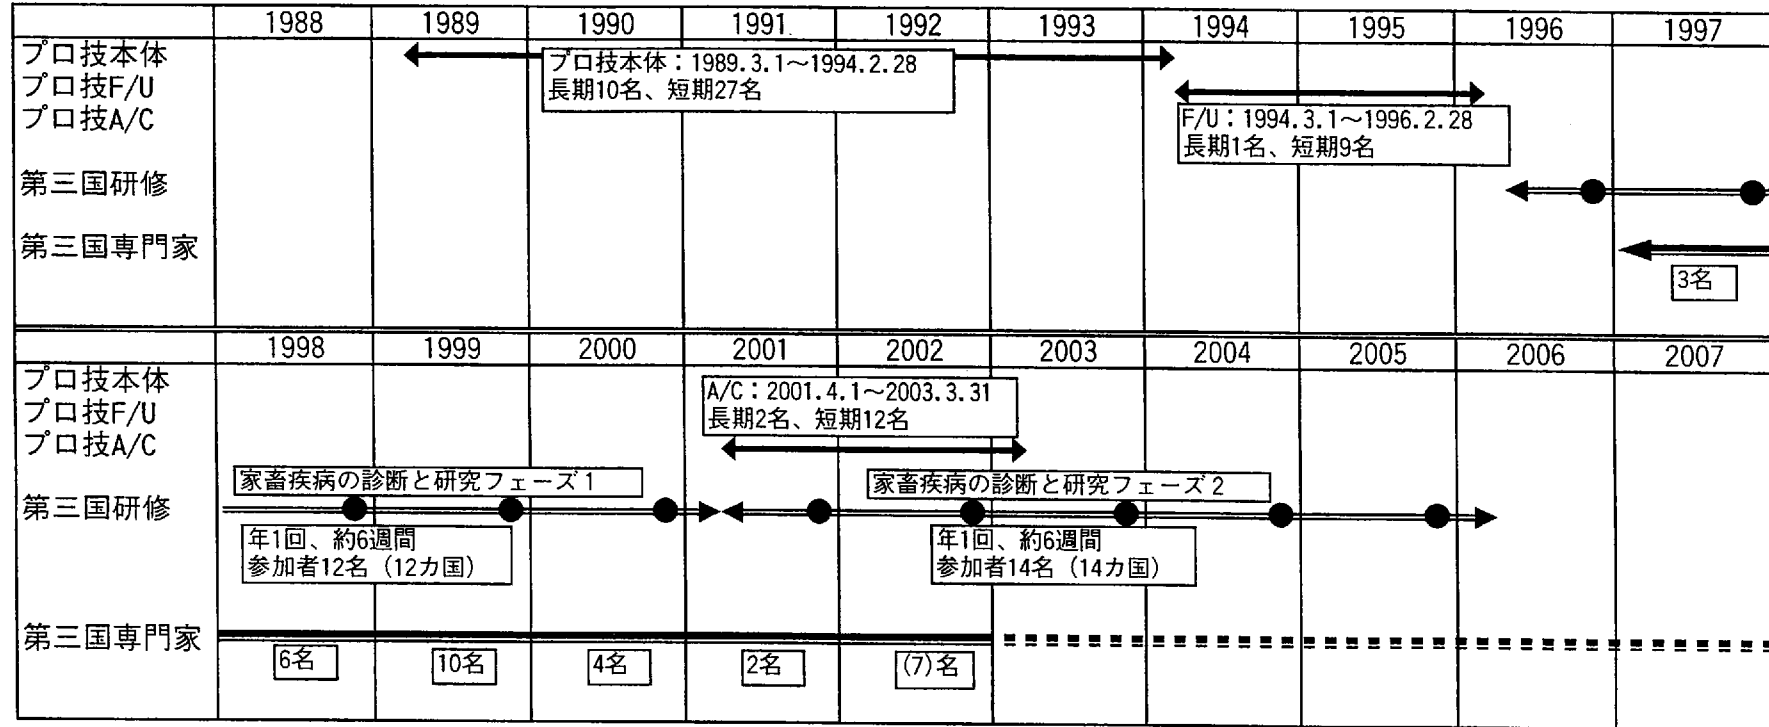 1988 1989 1990 1991 1992 1993 1994 1995 1996 1997
プロ技本体
プロ技F/U
プロ技A/C
プロ技本体：1989.3.1～1994.2.28
長期10名、短期27名
F/U：1994.3.1～1996.2.28
長期1名、短期9名
第三国研修
第三国専門家
3名
1998 1999 2000 2001 2002 2003 2004 2005 2006 2007
プロ技本体
プロ技F/U
プロ技A/C
A/C：2001.4.1～2003.3.31
長期2名、短期12名
家畜疾病の診断と研究フェーズ1
家畜疾病の診断と研究フェーズ2
第三国研修
年1回、約6週間
参加者12名（12カ国）
年1回、約6週間
参加者14名（14カ国）
第三国専門家
6名 10名 4名 2名 (7)名